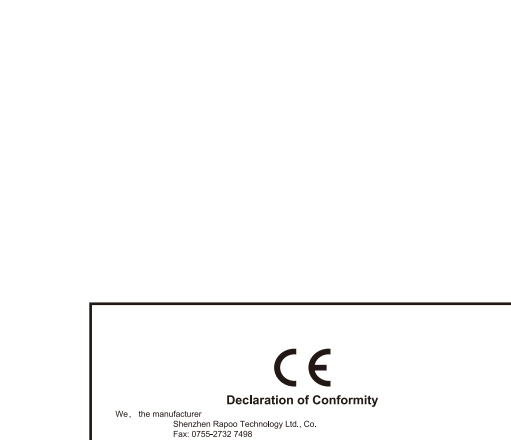 CE
Declaration of Conformity
We, the manufacturer
Shenzhen Rapoo Technology Ltd., Co.
Fax: 0755-2732 7498